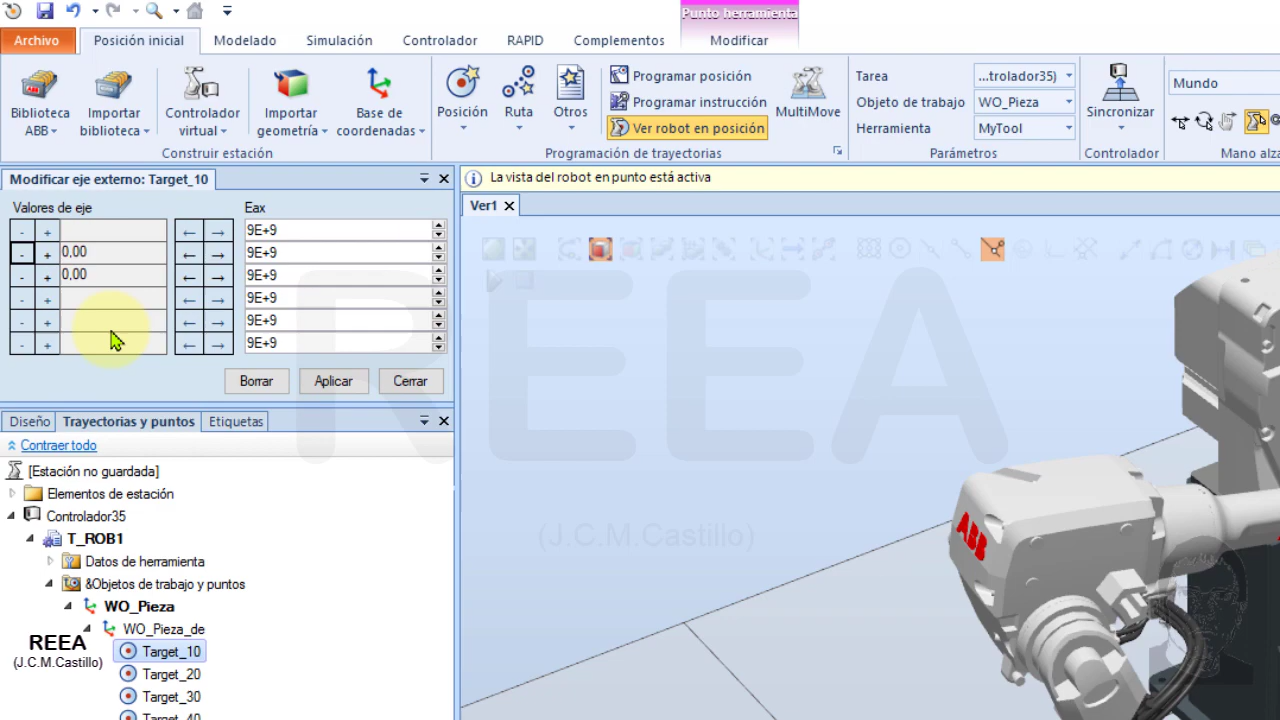 Punto herramienta
Archivo
Posición inicial
Modelado
Simulación
Controlador
RAPID
Complementos
Modificar
Biblioteca
ABB
Importar
biblioteca
Controlador
virtual
Importar
geometría
Base de
coordenadas
Construir estación
Posición
Ruta
Otros
Programar posición
Programar instrucción
Ver robot en posición
MultiMove
Programación de trayectorias
Tarea
...trolador35)
Objeto de trabajo
WO_Pieza
Herramienta
MyTool
Parámetros
Sincronizar
Controlador
Mundo
Mano alza
Modificar eje externo: Target_10
Valores de eje
Eax
- + ← → 9E+9
- + 0,00 ← → 9E+9
- + 0,00 ← → 9E+9
- + ← → 9E+9
- + ← → 9E+9
- + ← → 9E+9
Borrar
Aplicar
Cerrar
Diseño
Trayectorias y puntos
Etiquetas
Contraer todo
[Estación no guardada]
Elementos de estación
Controlador35
T_ROB1
Datos de herramienta
&Objetos de trabajo y puntos
WO_Pieza
WO_Pieza_de
Target_10
Target_20
Target_30
Target_40
REEA
(J.C.M.Castillo)
La vista del robot en punto está activa
Ver1
REEA
(J.C.M.Castillo)
ABB